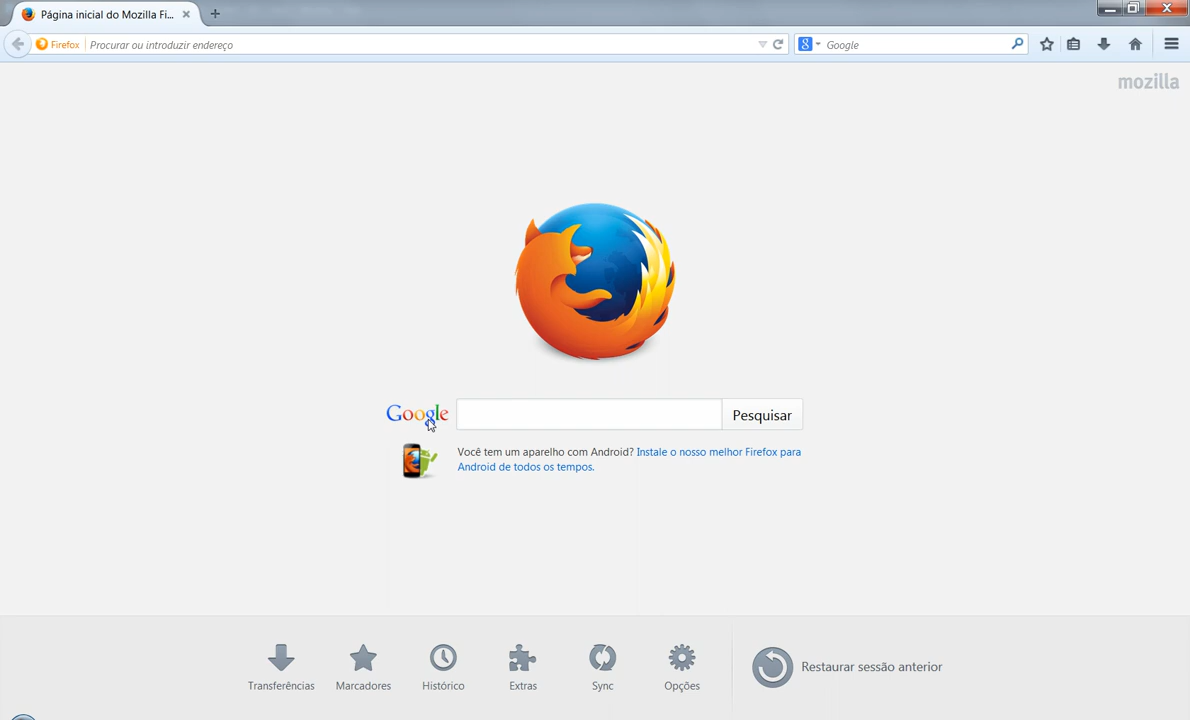 Página inicial do Mozilla Fi...
Firefox
Procurar ou introduzir endereço
Google
mozilla
Google
Pesquisar
Você tem um aparelho com Android? Instale o nosso melhor Firefox para
Android de todos os tempos.
Transferências
Marcadores
Histórico
Extras
Sync
Opções
Restaurar sessão anterior